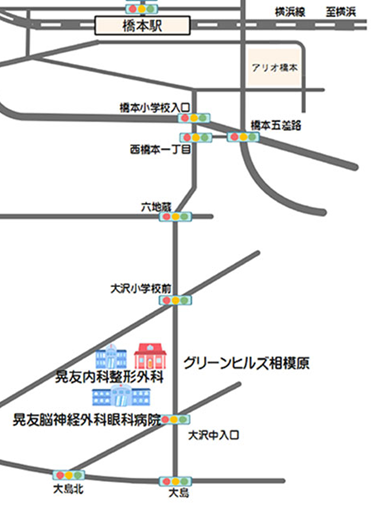 横浜線 至横浜
橋本駅
アリオ橋本
橋本小学校入口
橋本五差路
西橋本一丁目
六地蔵
大沢小学校前
グリーンヒルズ相模原
晃友内科整形外科
晃友脳神経外科眼科病院
大沢中入口
大島北
大島